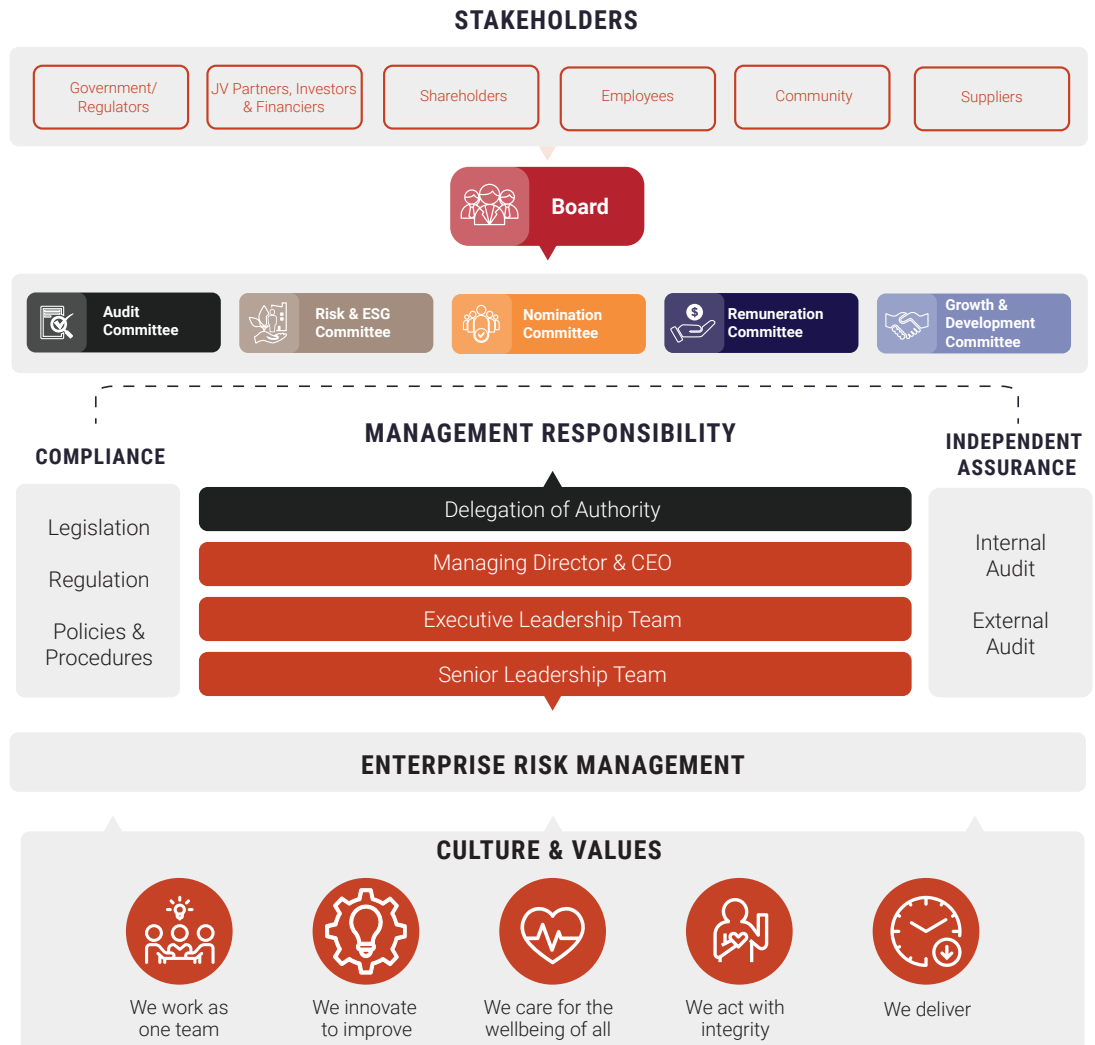 STAKEHOLDERS
Government/
Regulators
JV Partners, Investors
& Financiers
Shareholders
Employees
Community
Suppliers
Board
Audit
Committee
Risk & ESG
Committee
Nomination
Committee
$
Remuneration
Committee
Growth &
Development
Committee
MANAGEMENT RESPONSIBILITY
COMPLIANCE
Legislation
Regulation
Policies &
Procedures
Delegation of Authority
Managing Director & CEO
Executive Leadership Team
Senior Leadership Team
INDEPENDENT
ASSURANCE
Internal
Audit
External
Audit
ENTERPRISE RISK MANAGEMENT
CULTURE & VALUES
We work as
one team
We innovate
to improve
We care for the
wellbeing of all
We act with
integrity
We deliver